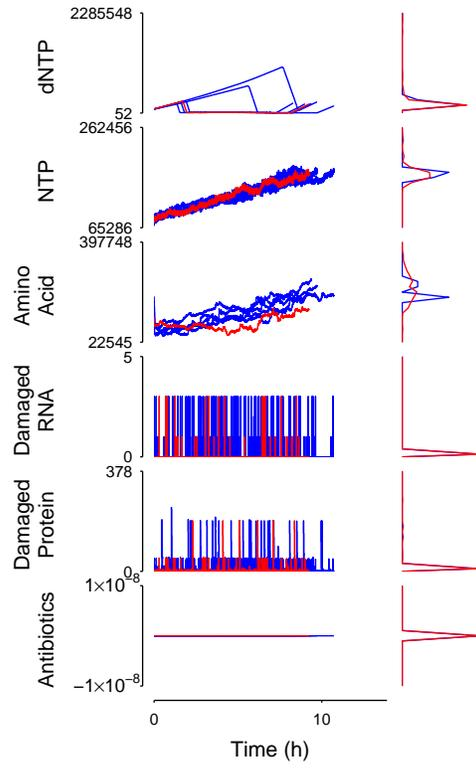 2285548
dNTP
52
262456
NTP
65286
397748
Amino
Acid
22545
5
Damaged
RNA
0
378
Damaged
Protein
0
1×10⁻⁸
Antibiotics
−1×10⁻⁸
0 10
Time (h)